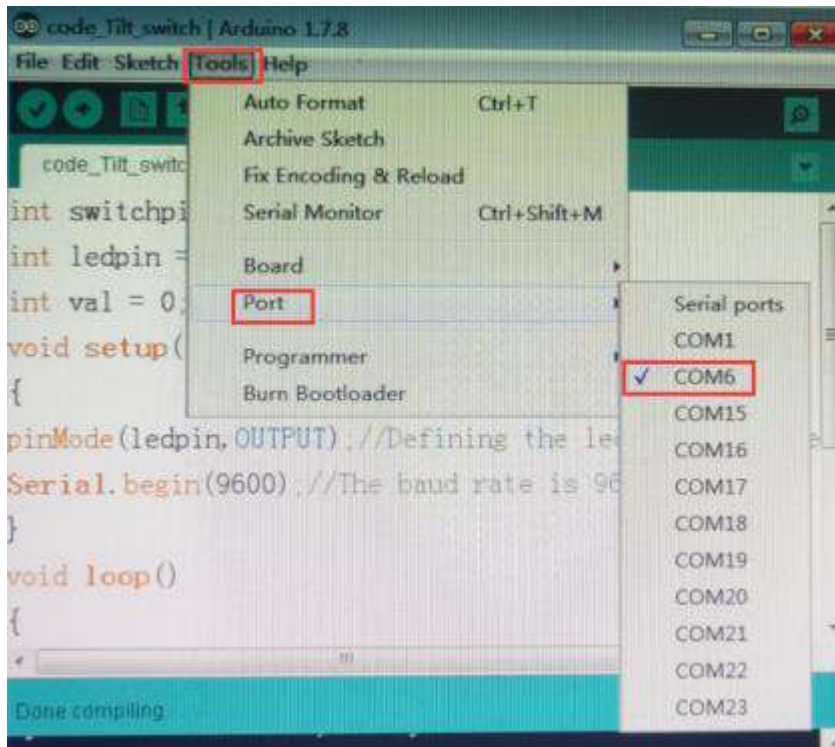 code_Tilt_switch | Arduino 1.7.8
File Edit Sketch Tools Help
Auto Format Ctrl+T
Archive Sketch
Fix Encoding & Reload
Serial Monitor Ctrl+Shift+M
Board
Port
Programmer
Burn Bootloader
Serial ports
COM1
✓ COM6
COM15
COM16
COM17
COM18
COM19
COM20
COM21
COM22
COM23
code_Tilt_switc
int switchpi
int ledpin =
int val = 0;
void setup(
{
pinMode(ledpin,OUTPUT);//Defining the le
Serial.begin(9600);//The baud rate is 96
}
void loop()
{
Done compiling.